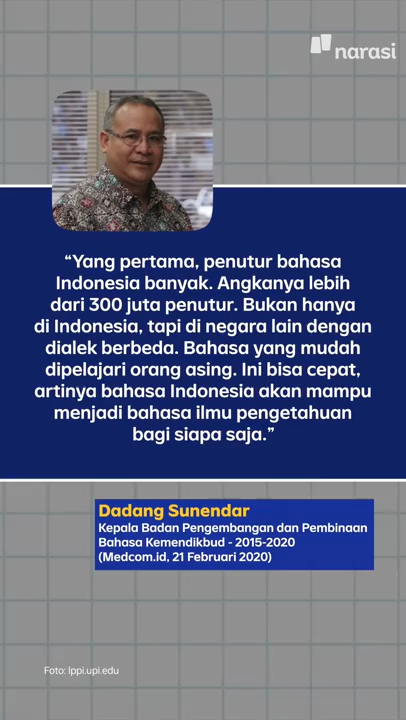 narasi
“Yang pertama, penutur bahasa
Indonesia banyak. Angkanya lebih
dari 300 juta penutur. Bukan hanya
di Indonesia, tapi di negara lain dengan
dialek berbeda. Bahasa yang mudah
dipelajari orang asing. Ini bisa cepat,
artinya bahasa Indonesia akan mampu
menjadi bahasa ilmu pengetahuan
bagi siapa saja.”
Dadang Sunendar
Kepala Badan Pengembangan dan Pembinaan
Bahasa Kemendikbud - 2015-2020
(Medcom.id, 21 Februari 2020)
Foto: lppi.upi.edu